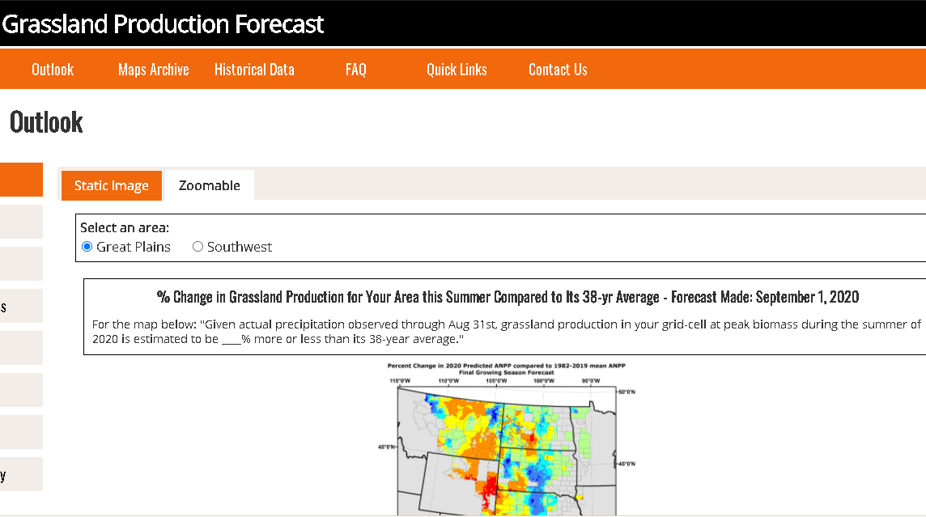 Grassland Production Forecast
Outlook Maps Archive Historical Data FAQ Quick Links Contact Us
Outlook
Static Image Zoomable
Select an area:
Great Plains Southwest
s
% Change in Grassland Production for Your Area this Summer Compared to Its 38-yr Average - Forecast Made: September 1, 2020
For the map below: "Given actual precipitation observed through Aug 31st, grassland production in your grid-cell at peak biomass during the summer of
2020 is estimated to be ___% more or less than its 38-year average."
Percent Change in 2020 Predicted ANPP compared to 1982-2019 mean ANPP
Final Growing Season Forecast
115°0'W 110°0'W 105°0'W 100°0'W 95°0'W
50°0'N
45°0'N
45°0'N
y